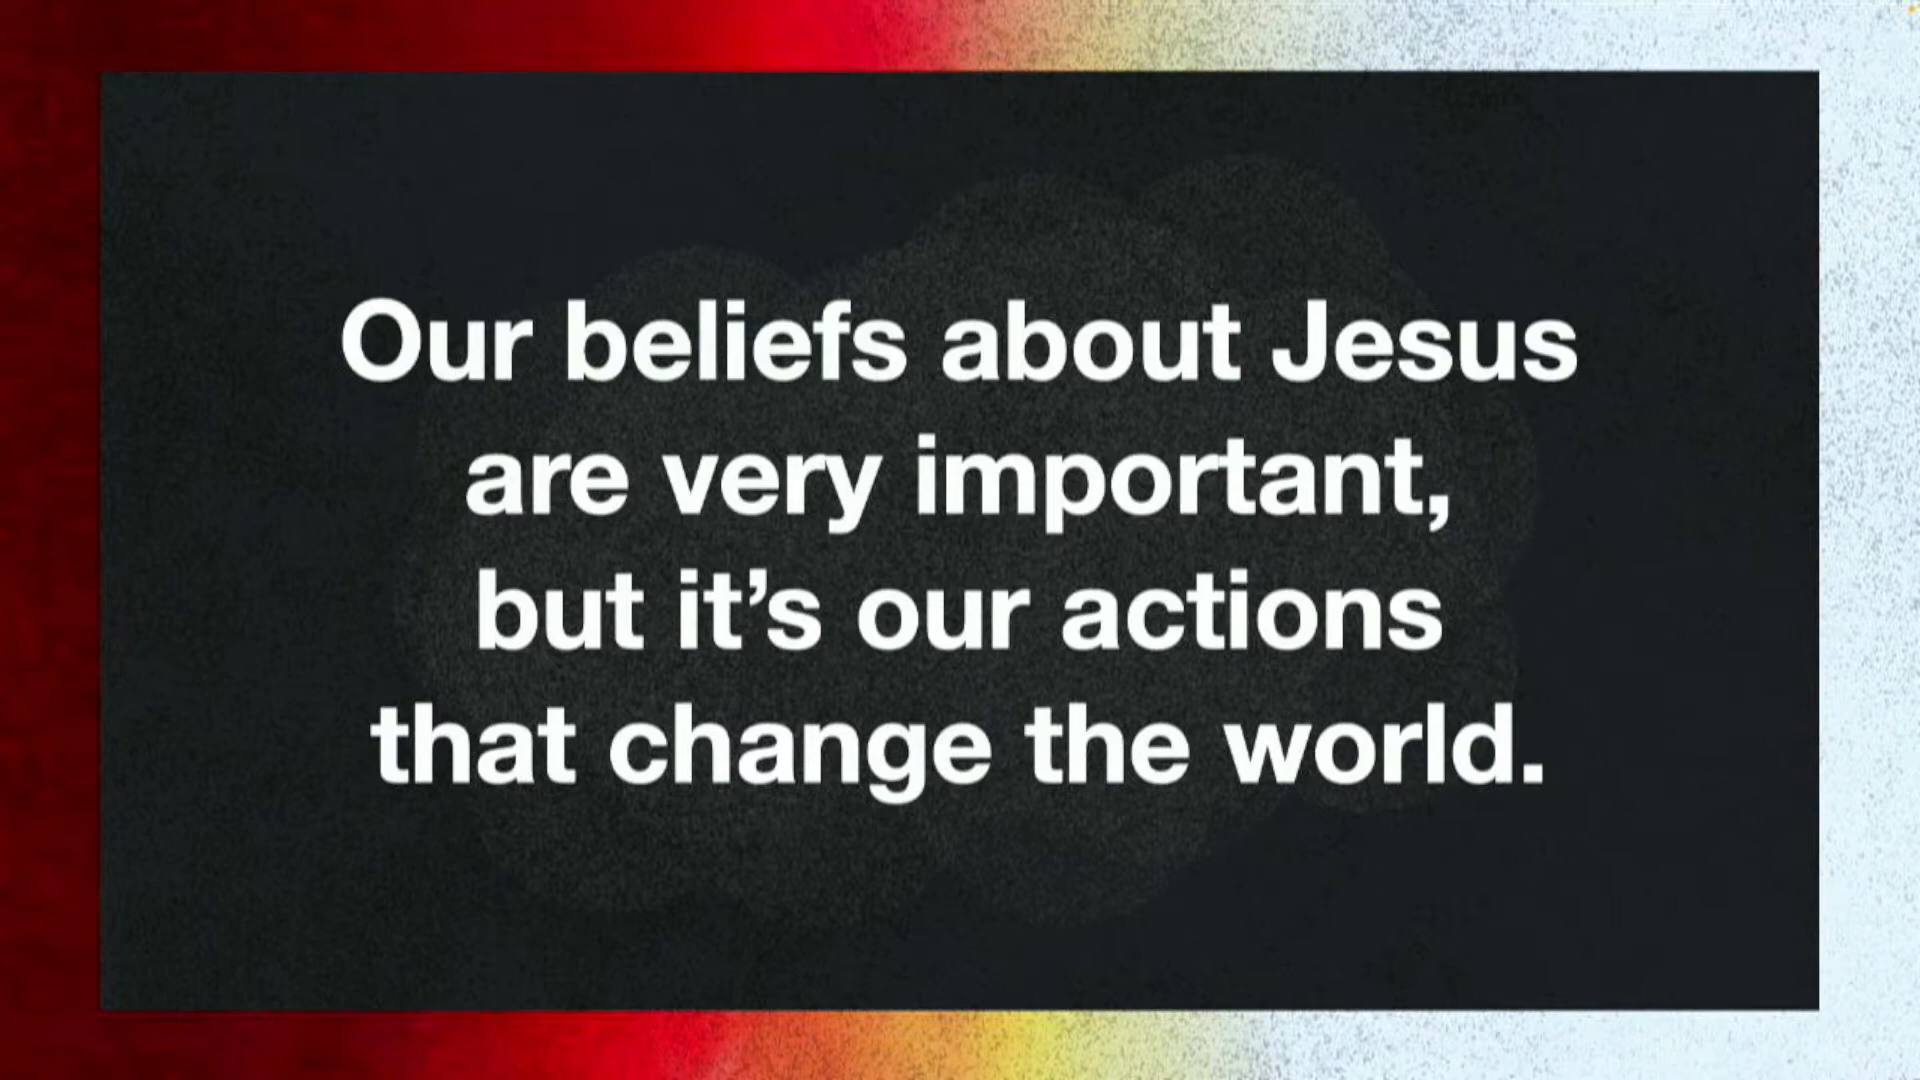 Our beliefs about Jesus
are very important,
but it’s our actions
that change the world.